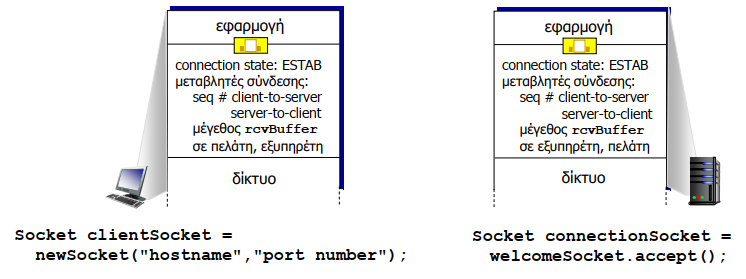 εφαρμογή
connection state: ESTAB
μεταβλητές σύνδεσης:
seq # client-to-server
server-to-client
μέγεθος rcvBuffer
σε πελάτη, εξυπηρέτη
δίκτυο
Socket clientSocket =
newSocket("hostname","port number");
εφαρμογή
connection state: ESTAB
μεταβλητές σύνδεσης:
seq # client-to-server
server-to-client
μέγεθος rcvBuffer
σε εξυπηρέτη, πελάτη
δίκτυο
Socket connectionSocket =
welcomeSocket.accept();